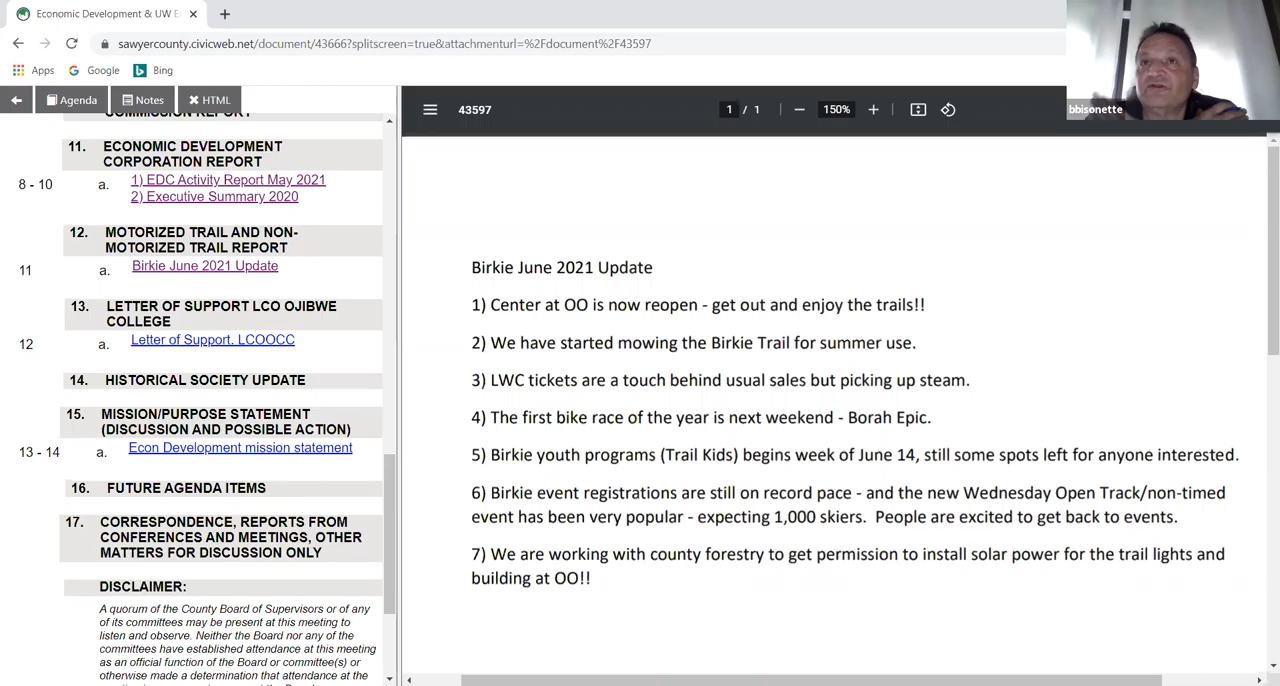 Economic Development & UW E
sawyercounty.civicweb.net/document/43666?splitscreen=true&attachmenturl=%2Fdocument%2F43597
Apps Google Bing
Agenda Notes HTML
43597 1 / 1 150%
bbisonette
COMMISSION REPORT
11. ECONOMIC DEVELOPMENT
CORPORATION REPORT
8 - 10 a. 1) EDC Activity Report May 2021
2) Executive Summary 2020
12. MOTORIZED TRAIL AND NON-
MOTORIZED TRAIL REPORT
11 a. Birkie June 2021 Update
13. LETTER OF SUPPORT LCO OJIBWE
COLLEGE
12 a. Letter of Support, LCOOCC
14. HISTORICAL SOCIETY UPDATE
15. MISSION/PURPOSE STATEMENT
(DISCUSSION AND POSSIBLE ACTION)
13 - 14 a. Econ Development mission statement
16. FUTURE AGENDA ITEMS
17. CORRESPONDENCE, REPORTS FROM
CONFERENCES AND MEETINGS, OTHER
MATTERS FOR DISCUSSION ONLY
DISCLAIMER:
A quorum of the County Board of Supervisors or of any
of its committees may be present at this meeting to
listen and observe. Neither the Board nor any of the
committees have established attendance at this meeting
as an official function of the Board or committee(s) or
otherwise made a determination that attendance at the
Birkie June 2021 Update
1) Center at OO is now reopen - get out and enjoy the trails!!
2) We have started mowing the Birkie Trail for summer use.
3) LWC tickets are a touch behind usual sales but picking up steam.
4) The first bike race of the year is next weekend - Borah Epic.
5) Birkie youth programs (Trail Kids) begins week of June 14, still some spots left for anyone interested.
6) Birkie event registrations are still on record pace - and the new Wednesday Open Track/non-timed
event has been very popular - expecting 1,000 skiers. People are excited to get back to events.
7) We are working with county forestry to get permission to install solar power for the trail lights and
building at OO!!